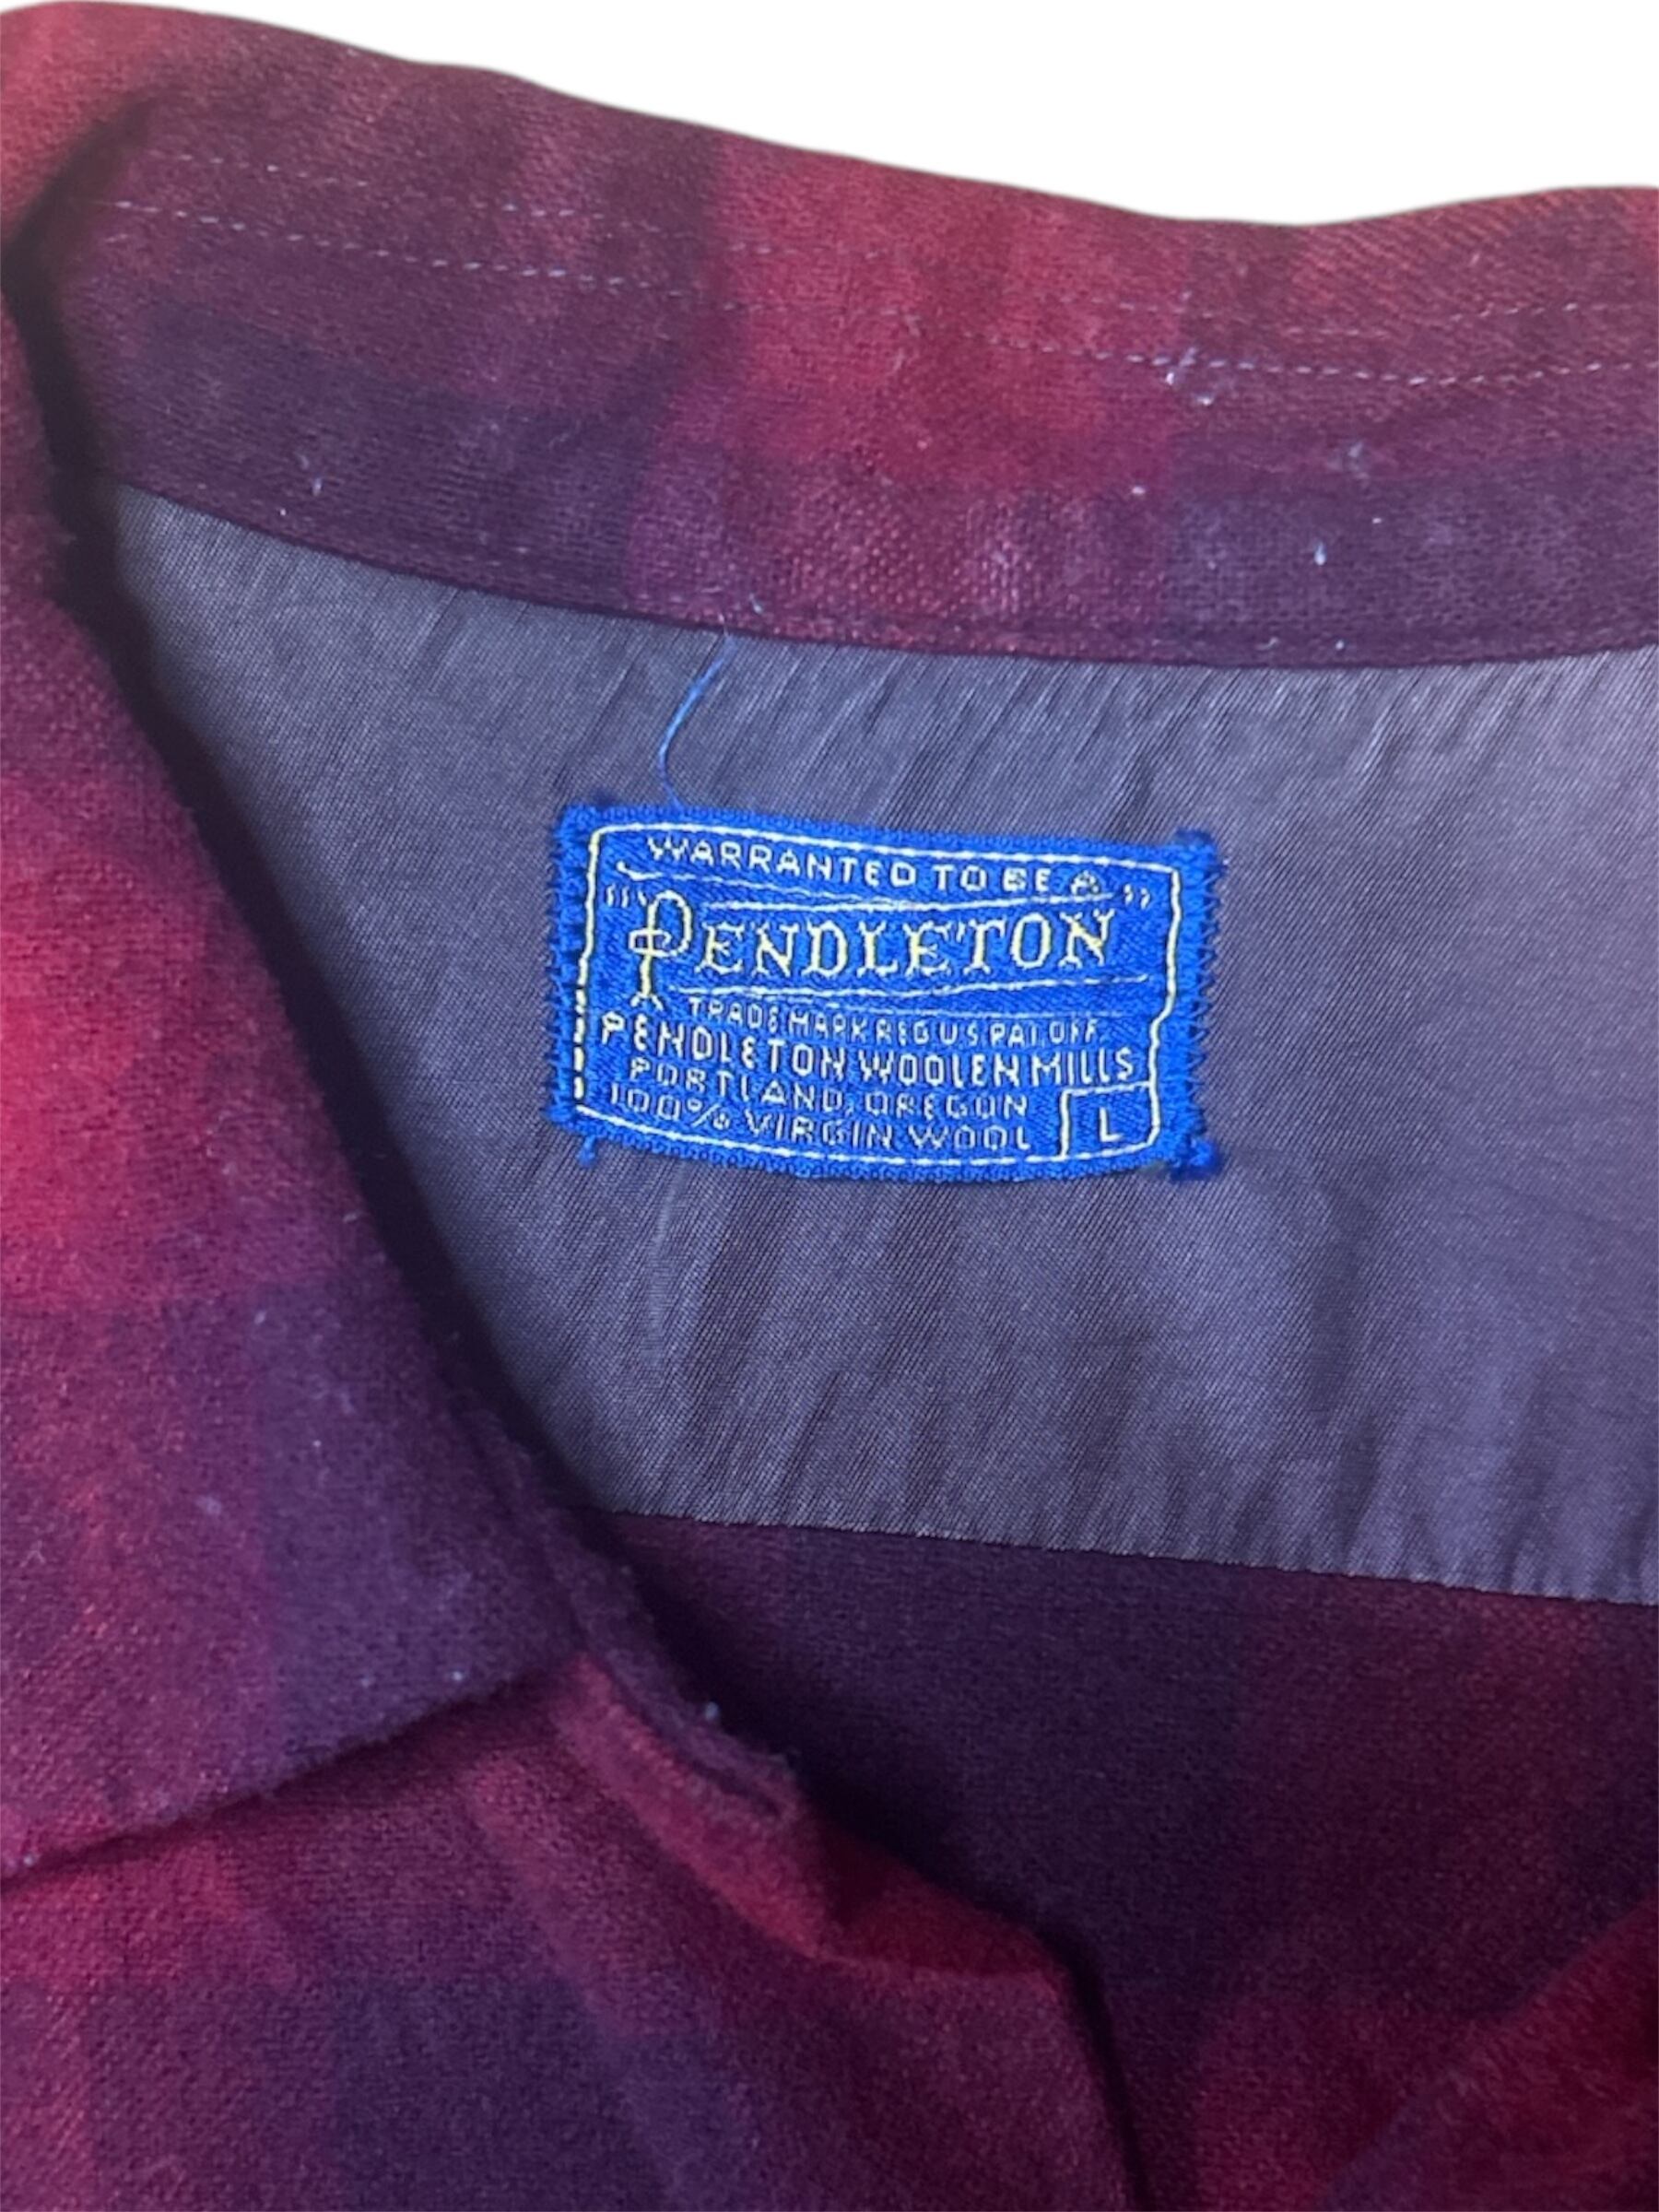 WARRANTED TO BE A
"PENDLETON"
TRADE MARK REG U.S. PAT. OFF.
PENDLETON WOOLEN MILLS
PORTLAND, OREGON
100% VIRGIN WOOL
L